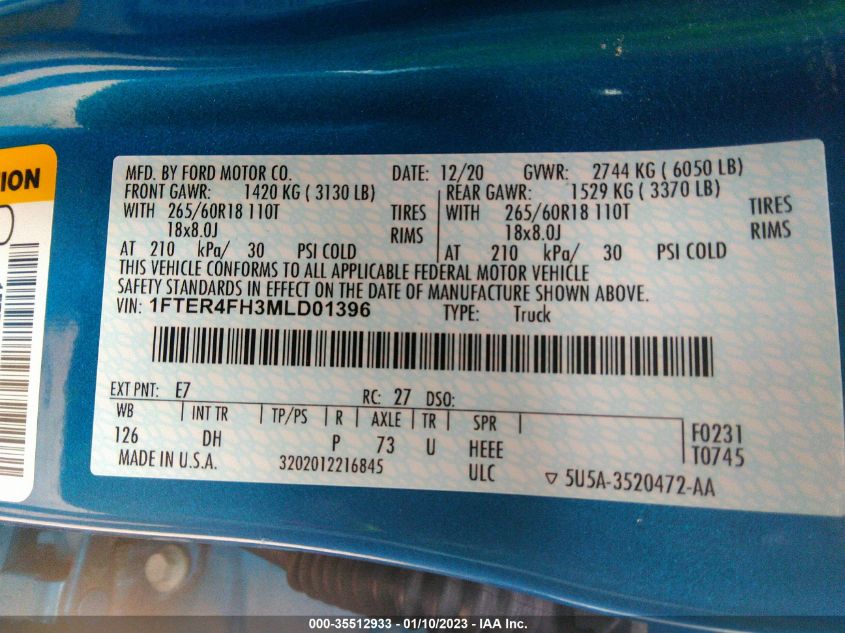 MFD. BY FORD MOTOR CO. DATE: 12/20 GVWR: 2744 KG ( 6050 LB)
FRONT GAWR: 1420 KG ( 3130 LB) REAR GAWR: 1529 KG ( 3370 LB)
WITH 265/60R18 110T TIRES WITH 265/60R18 110T TIRES
18x8.0J RIMS 18x8.0J RIMS
AT 210 kPa/ 30 PSI COLD AT 210 kPa/ 30 PSI COLD
THIS VEHICLE CONFORMS TO ALL APPLICABLE FEDERAL MOTOR VEHICLE
SAFETY STANDARDS IN EFFECT ON THE DATE OF MANUFACTURE SHOWN ABOVE.
VIN: 1FTER4FH3MLD01396 TYPE: Truck
EXT PNT: E7 RC: 27 DSO:
WB INT TR TP/PS R AXLE TR SPR
126 DH P 73 U HEEE F0231
MADE IN U.S.A. 3202012216845 ULC T0745
▽ 5U5A-3520472-AA
000-35512933 - 01/10/2023 - IAA Inc.